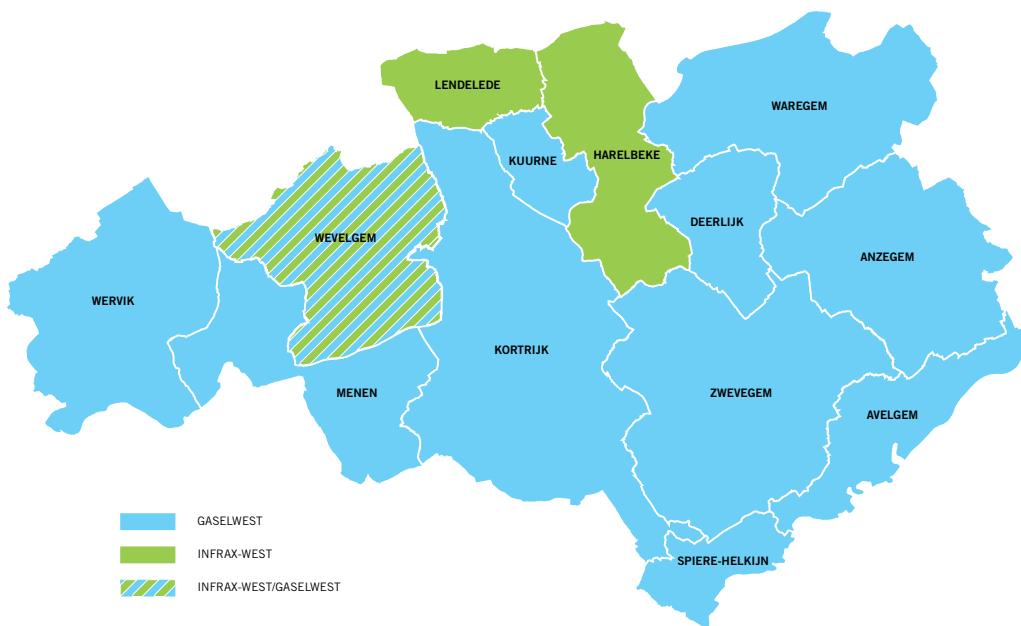 LENDELEDE
WAREGEM
KUURNE
HARELBEKE
DEERLIJK
WEVELGEM
ANZEGEM
WERVIK
KORTRIJK
MENEN
ZWEVEGEM
AVELGEM
GASELWEST
INFRAX-WEST
SPIERE-HELKIJN
INFRAX-WEST/GASELWEST